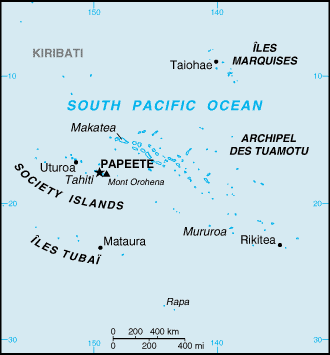 150
140
KIRIBATI
ÎLES
MARQUISES
Taiohae
10
10
SOUTH PACIFIC OCEAN
Makatea
ARCHIPEL
DES TUAMOTU
PAPEETE
Uturoa
Tahiti
Mont Orohena
SOCIETY ISLANDS
20
20
Mururoa
Rikitea
ÎLES TUBAÏ
Mataura
Rapa
0 200 400 km
0 200 400 mi
30
150
140
30